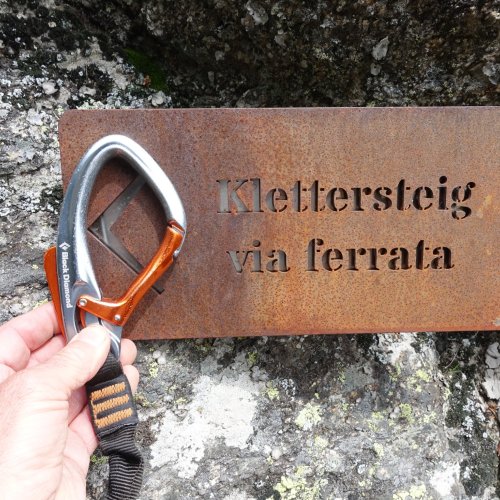 Klettersteig
via ferrata
Black Diamond